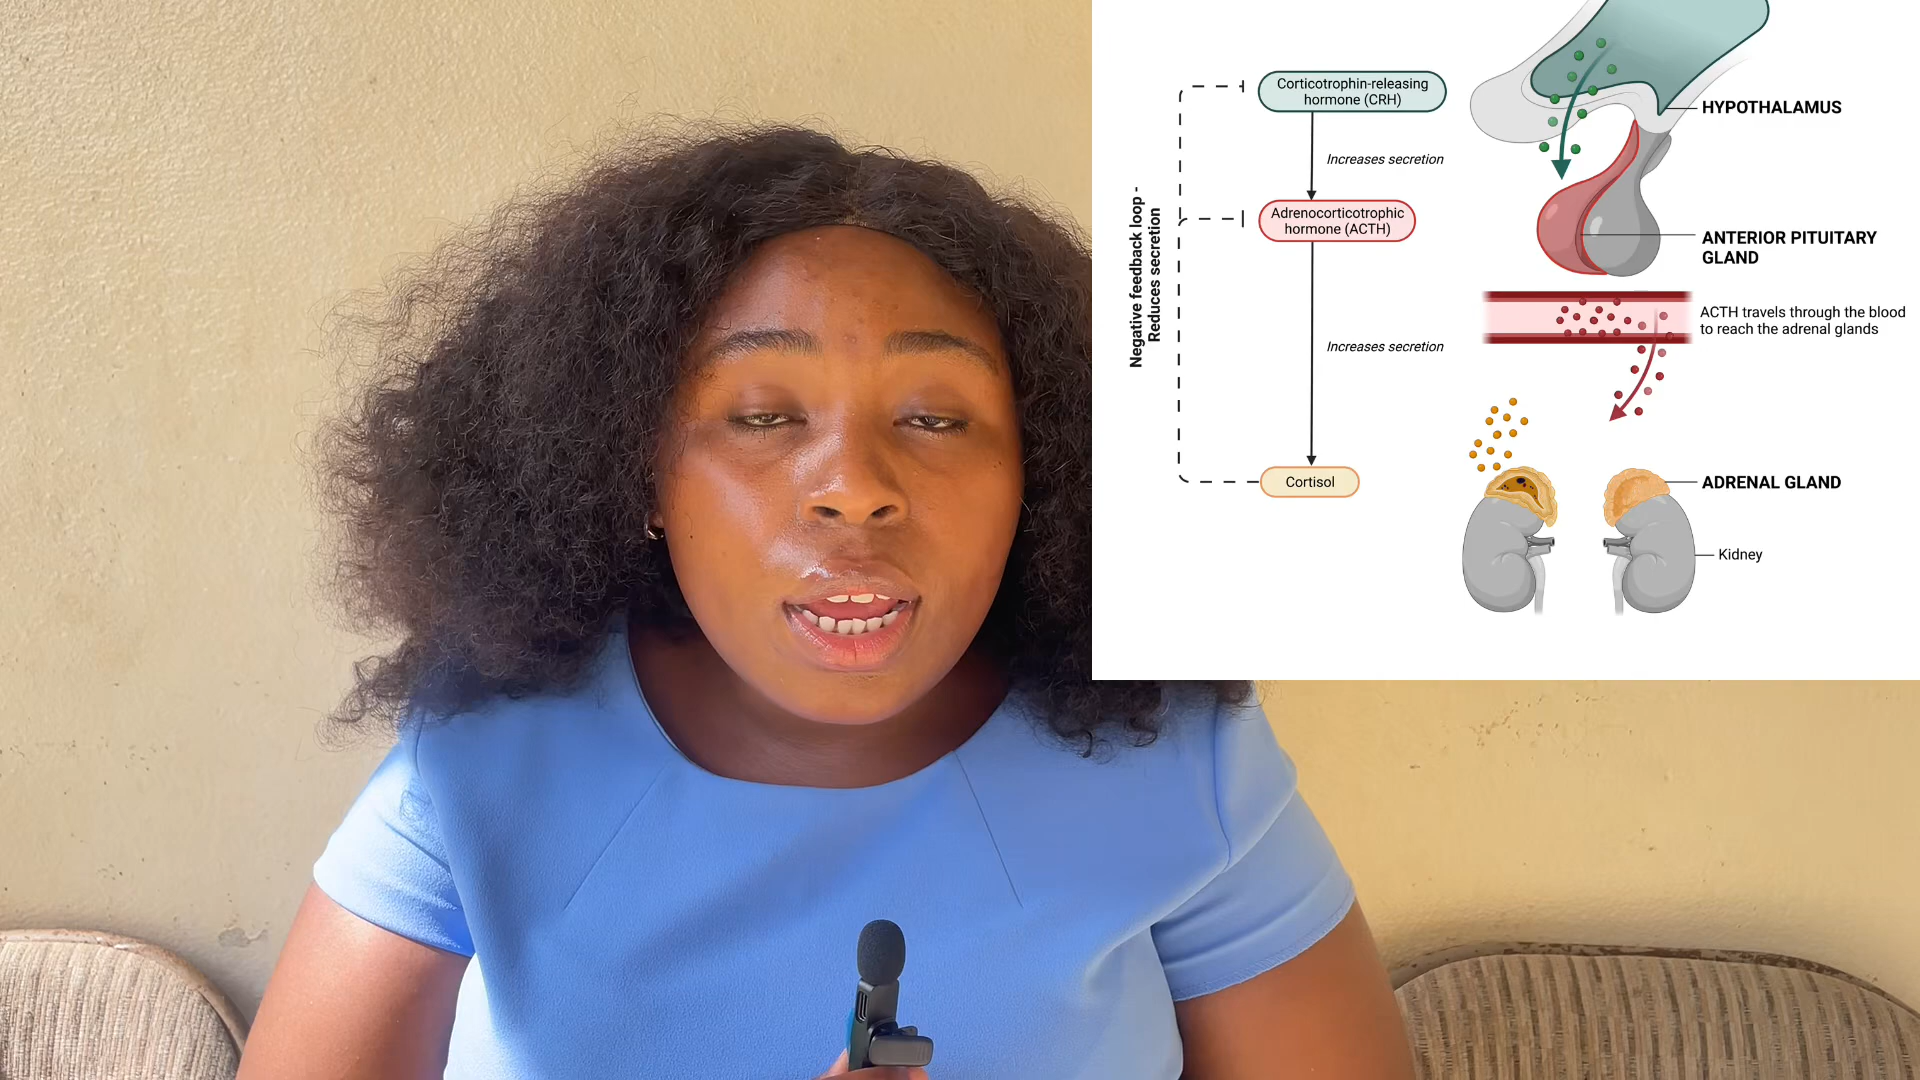 Corticotrophin-releasing
hormone (CRH)
HYPOTHALAMUS
Increases secretion
Negative feedback loop -
Reduces secretion
Adrenocorticotrophic
hormone (ACTH)
ANTERIOR PITUITARY
GLAND
ACTH travels through the blood
to reach the adrenal glands
Increases secretion
Cortisol
ADRENAL GLAND
Kidney